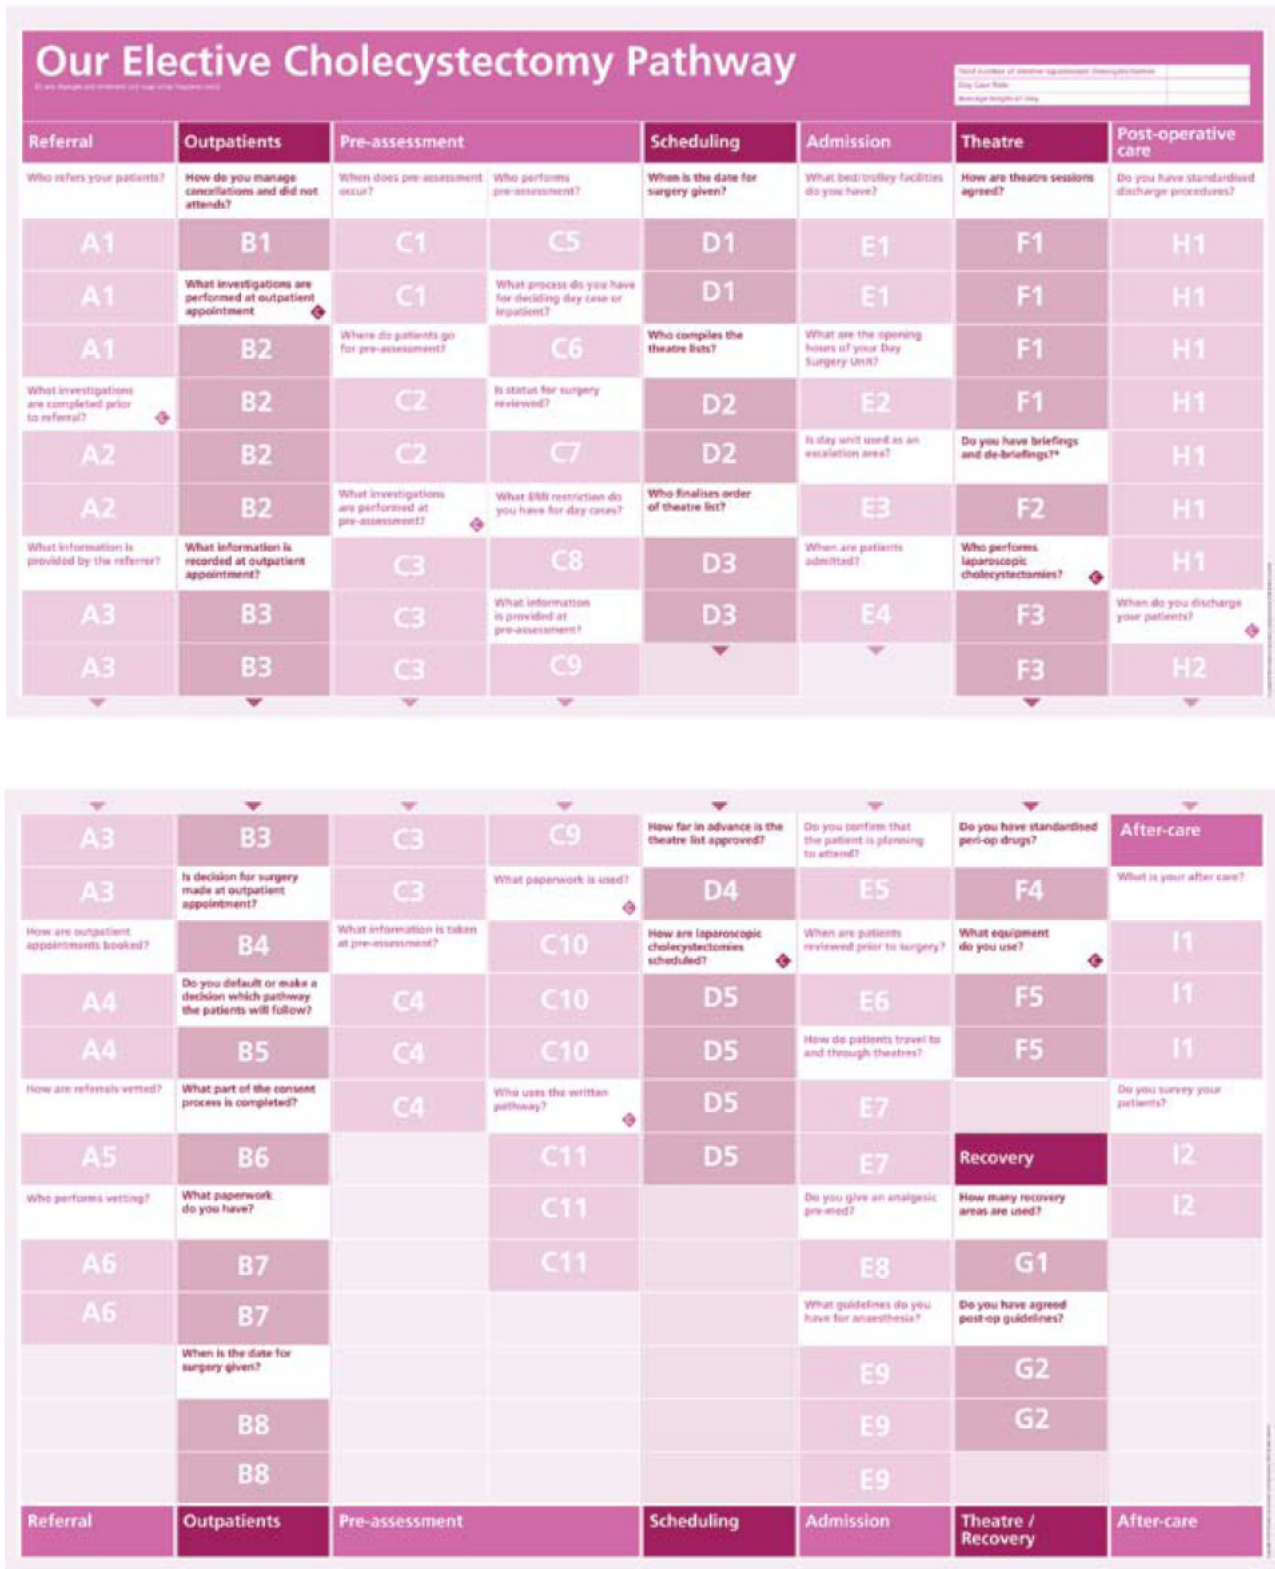 Our Elective Cholecystectomy Pathway
Day Case Rate
Average length of stay
Referral
Who refers your patients?
A1
A1
A1
What investigations
are completed prior
to referral?
C
A2
A2
What information is
provided by the referrer?
A3
A3
Outpatients
How do you manage
cancellations and did not
attends?
B1
What investigations are
performed at outpatient
appointment
C
B2
B2
B2
B2
What information is
recorded at outpatient
appointment?
B3
B3
Pre-assessment
When does pre-assessment
occur?
C1
C1
Where do patients go
for pre-assessment?
C2
C2
What investigations
are performed at
pre-assessment?
C
C3
C3
C3
Who performs
pre-assessment?
C5
What process do you have
for deciding day case or
inpatient?
C6
Is status for surgery
reviewed?
C7
What BMI restriction do
you have for day cases?
C8
What information
is provided at
pre-assessment?
C9
Scheduling
When is the date for
surgery given?
D1
D1
Who compiles the
theatre lists?
D2
D2
Who finalises order
of theatre list?
D3
D3
Admission
What bed/trolley facilities
do you have?
E1
E1
What are the opening
hours of your Day
Surgery Unit?
E2
Is day unit used as an
escalation area?
E3
When are patients
admitted?
E4
Theatre
How are theatre sessions
agreed?
F1
F1
F1
F1
Do you have briefings
and de-briefings?*
F2
Who performs
laparoscopic
cholecystectomies?
C
F3
F3
Post-operative
care
Do you have standardised
discharge procedures?
H1
H1
H1
H1
H1
H1
H1
When do you discharge
your patients?
C
H2
A3
A3
How are outpatient
appointments booked?
A4
A4
How are referrals vetted?
A5
Who performs vetting?
A6
A6
Referral
B3
Is decision for surgery
made at outpatient
appointment?
B4
Do you default or make a
decision which pathway
the patients will follow?
B5
What part of the consent
process is completed?
B6
What paperwork
do you have?
B7
B7
When is the date for
surgery given?
B8
B8
Outpatients
C3
C3
What information is taken
at pre-assessment?
C4
C4
C4
Pre-assessment
C9
What paperwork is used?
C
C10
C10
C10
Who uses the written
pathway?
C
C11
C11
C11
How far in advance is the
theatre list approved?
D4
How are laparoscopic
cholecystectomies
scheduled?
C
D5
D5
D5
D5
Scheduling
Do you confirm that
the patient is planning
to attend?
E5
When are patients
reviewed prior to surgery?
E6
How do patients travel to
and through theatres?
E7
E7
Do you give an analgesic
pre-med?
E8
What guidelines do you
have for anaesthesia?
E9
E9
E9
Admission
Do you have standardised
peri-op drugs?
F4
What equipment
do you use?
C
F5
F5
Recovery
How many recovery
areas are used?
G1
Do you have agreed
post-op guidelines?
G2
G2
Theatre /
Recovery
After-care
What is your after care?
I1
I1
I1
Do you survey your
patients?
I2
I2
After-care